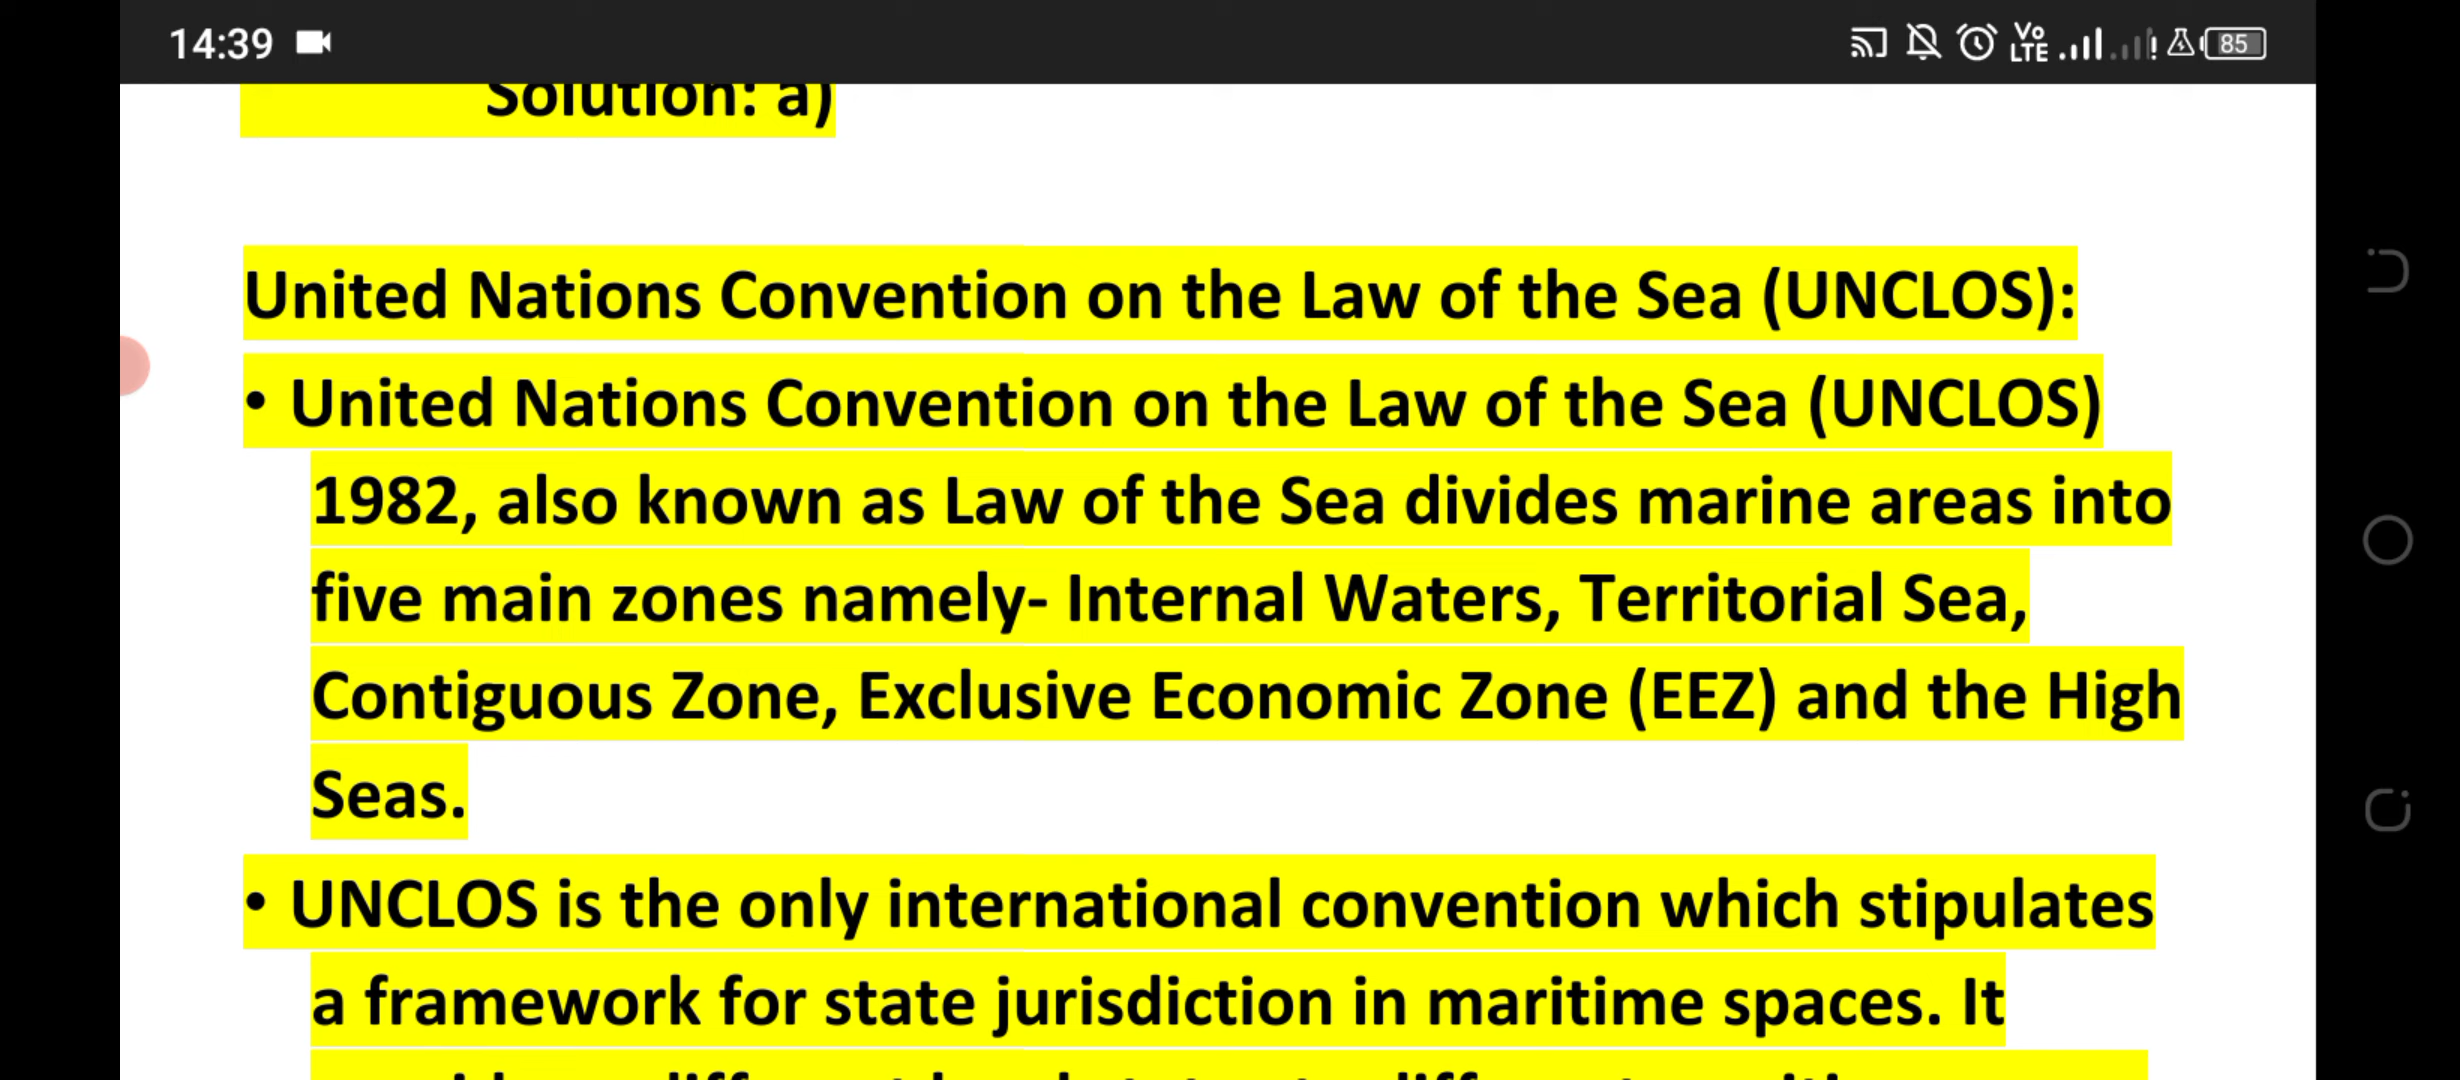 14:39
Vo
LTE
85
Solution: a)
United Nations Convention on the Law of the Sea (UNCLOS):
• United Nations Convention on the Law of the Sea (UNCLOS)
1982, also known as Law of the Sea divides marine areas into
five main zones namely- Internal Waters, Territorial Sea,
Contiguous Zone, Exclusive Economic Zone (EEZ) and the High
Seas.
• UNCLOS is the only international convention which stipulates
a framework for state jurisdiction in maritime spaces. It